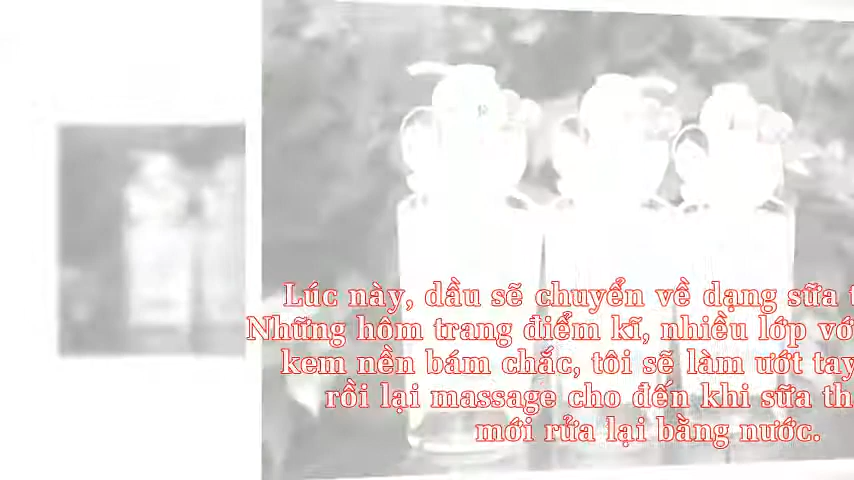 Lúc này, dầu sẽ chuyển về dạng sữa
Những hôm trang điểm kĩ, nhiều lớp
kem nền bám chắc, tôi sẽ làm ướt tay
rồi lại massage cho đến khi sữa
mới rửa lại bằng nước.